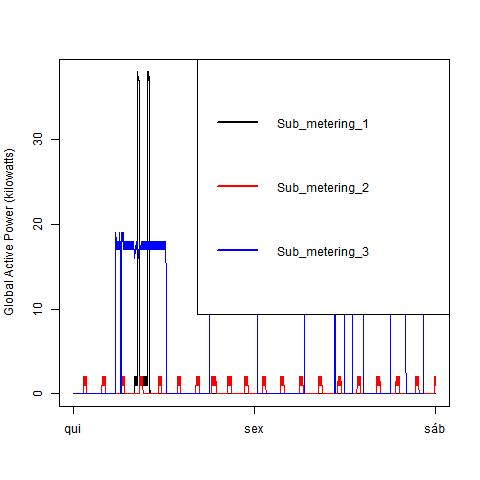 Global Active Power (kilowatts)
30
20
10
0
Sub_metering_1
Sub_metering_2
Sub_metering_3
qui sex sáb